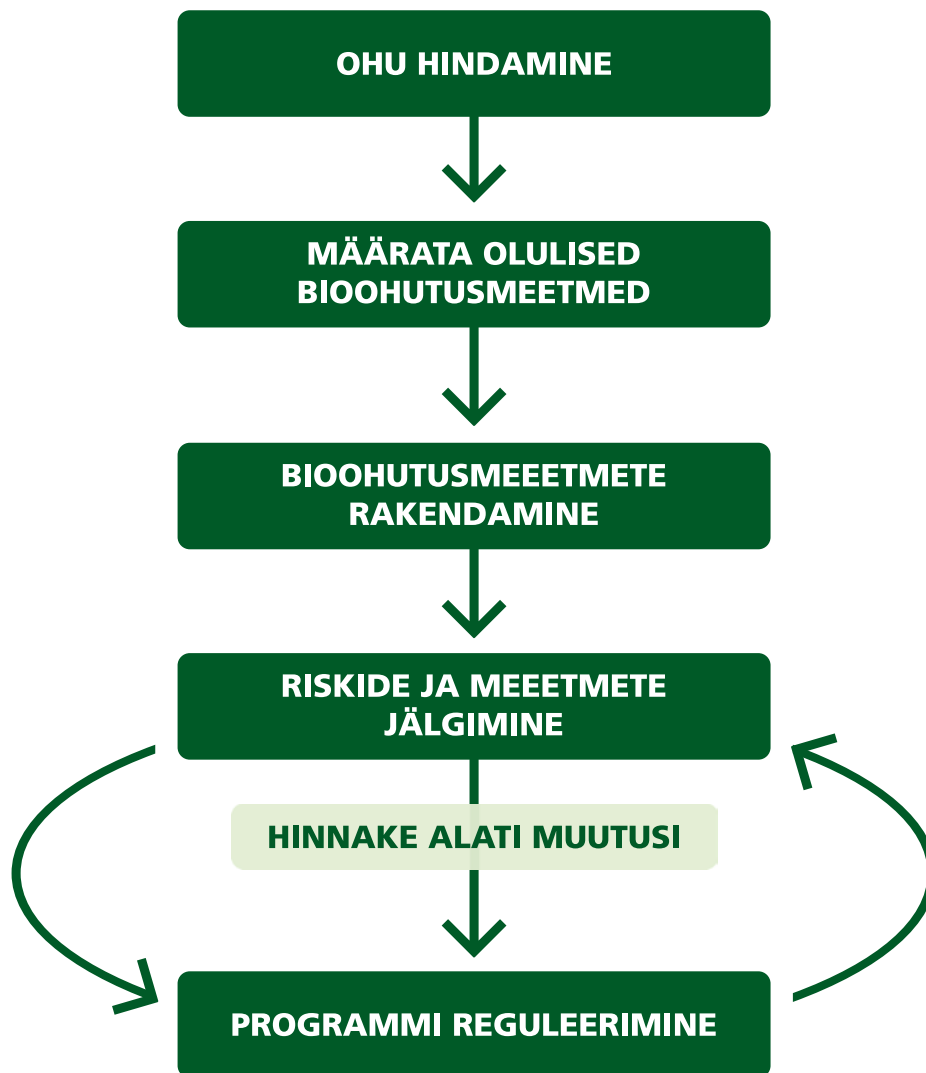 OHU HINDAMINE
MÄÄRATA OLULISED
BIOOHUTUSMEETMED
BIOOHUTUSMEEETMETE
RAKENDAMINE
RISKIDE JA MEEETMETE
JÄLGIMINE
HINNAKE ALATI MUUTUSI
PROGRAMMI REGULEERIMINE